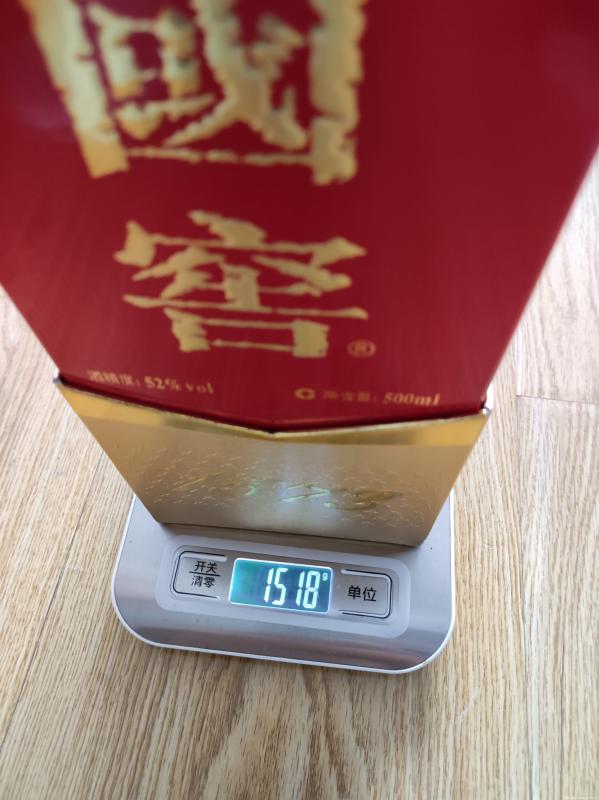 國
窖®
酒精度: 52% vol
净含量: 500ml
开关
清零
1518g
单位